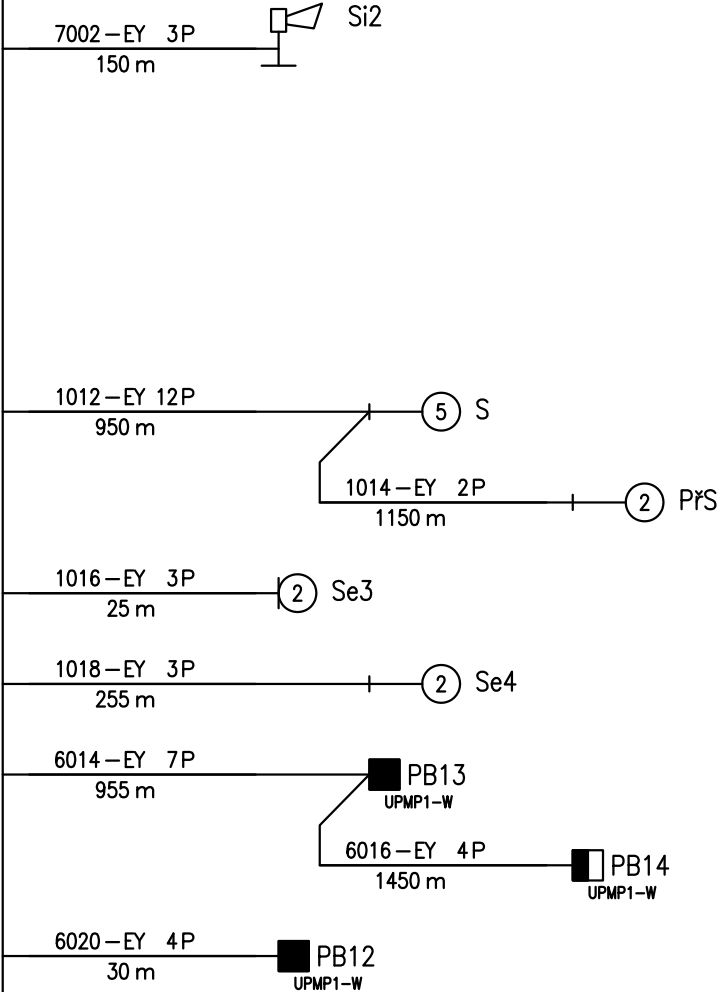 Si2
7002-EY 3P
150 m
1012-EY 12P
950 m
5 S
1014-EY 2P
1150 m
2 PřS
1016-EY 3P
25 m
2 Se3
1018-EY 3P
255 m
2 Se4
6014-EY 7P
955 m
PB13
UPMP1-W
6016-EY 4P
1450 m
PB14
UPMP1-W
6020-EY 4P
30 m
PB12
UPMP1-W